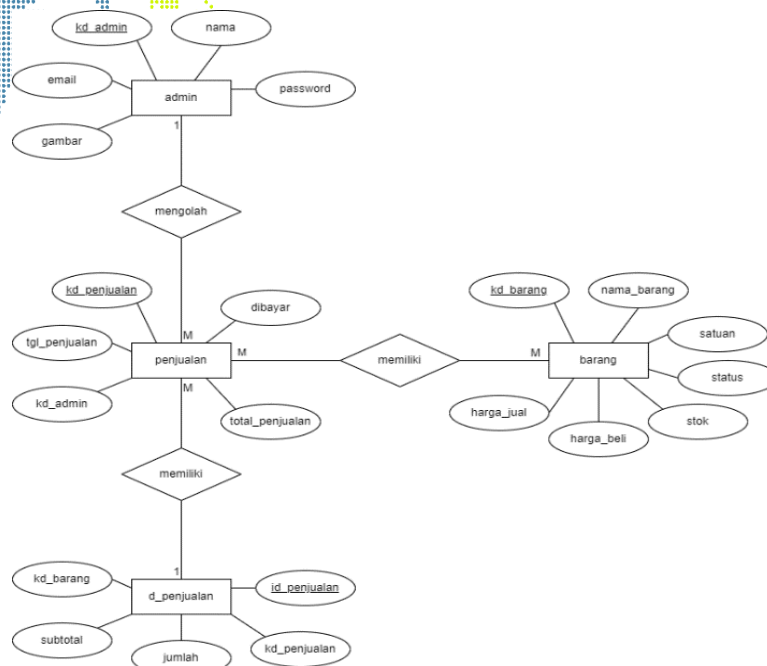 kd_admin
nama
email
password
admin
gambar
1
mengolah
kd_penjualan
dibayar
kd_barang
nama_barang
tgl_penjualan
M
satuan
penjualan
M
memiliki
M
barang
status
kd_admin
M
total_penjualan
harga_jual
harga_beli
stok
memiliki
1
kd_barang
d_penjualan
id_penjualan
subtotal
jumlah
kd_penjualan